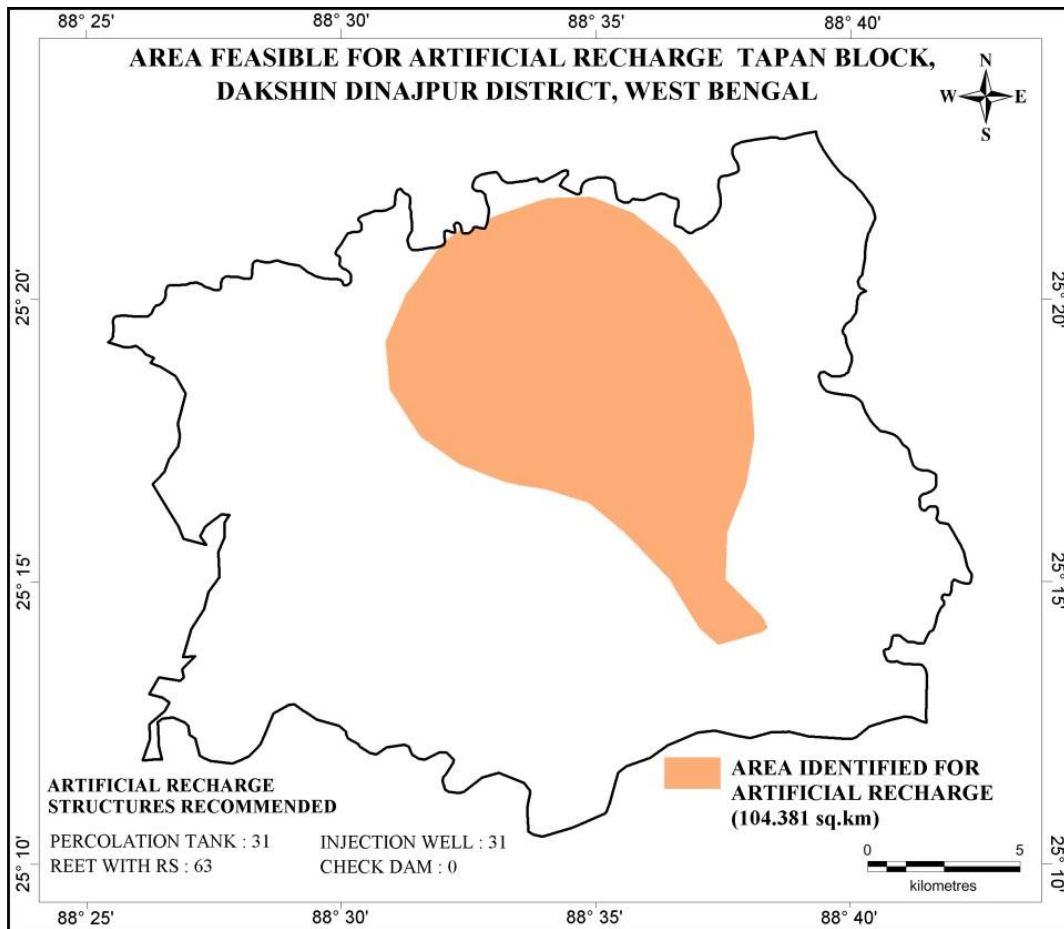 88° 25' 88° 30' 88° 35' 88° 40'
AREA FEASIBLE FOR ARTIFICIAL RECHARGE TAPAN BLOCK,
DAKSHIN DINAJPUR DISTRICT, WEST BENGAL
N
W E
S
25° 20' 25° 20'
25° 15' 25° 15'
ARTIFICIAL RECHARGE
STRUCTURES RECOMMENDED
PERCOLATION TANK : 31 INJECTION WELL : 31
REET WITH RS : 63 CHECK DAM : 0
AREA IDENTIFIED FOR
ARTIFICIAL RECHARGE
(104.381 sq.km)
0 5
kilometres
25° 10' 25° 10'
88° 25' 88° 30' 88° 35' 88° 40'